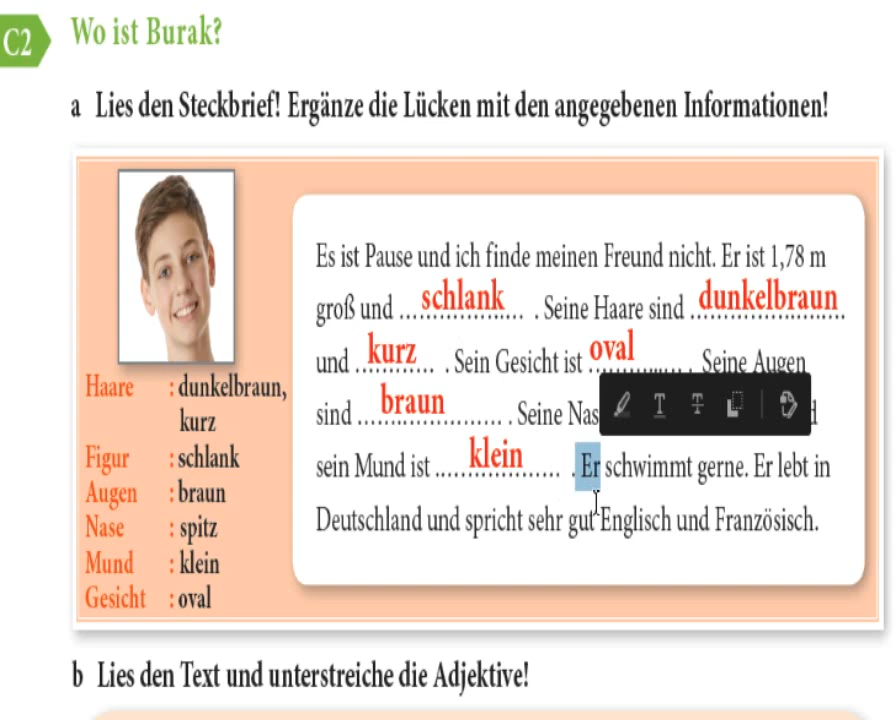 C2 Wo ist Burak?
a Lies den Steckbrief! Ergänze die Lücken mit den angegebenen Informationen!
Es ist Pause und ich finde meinen Freund nicht. Er ist 1,78 m
groß und schlank . Seine Haare sind dunkelbraun
und kurz . Sein Gesicht ist oval . Seine Augen
sind braun . Seine Nas
sein Mund ist klein . Er schwimmt gerne. Er lebt in
Deutschland und spricht sehr gut Englisch und Französisch.
Haare : dunkelbraun,
kurz
Figur : schlank
Augen : braun
Nase : spitz
Mund : klein
Gesicht : oval
b Lies den Text und unterstreiche die Adjektive!